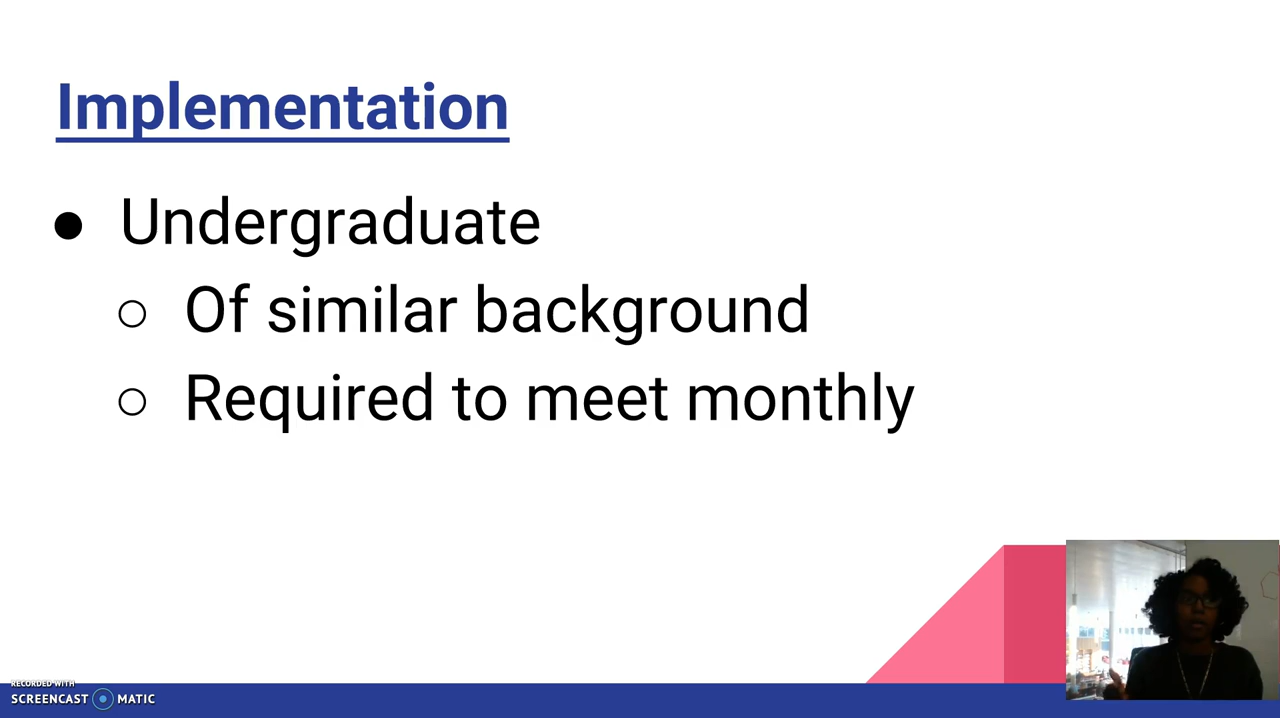 Implementation
● Undergraduate
○ Of similar background
○ Required to meet monthly
RECORDED WITH
SCREENCAST MATIC